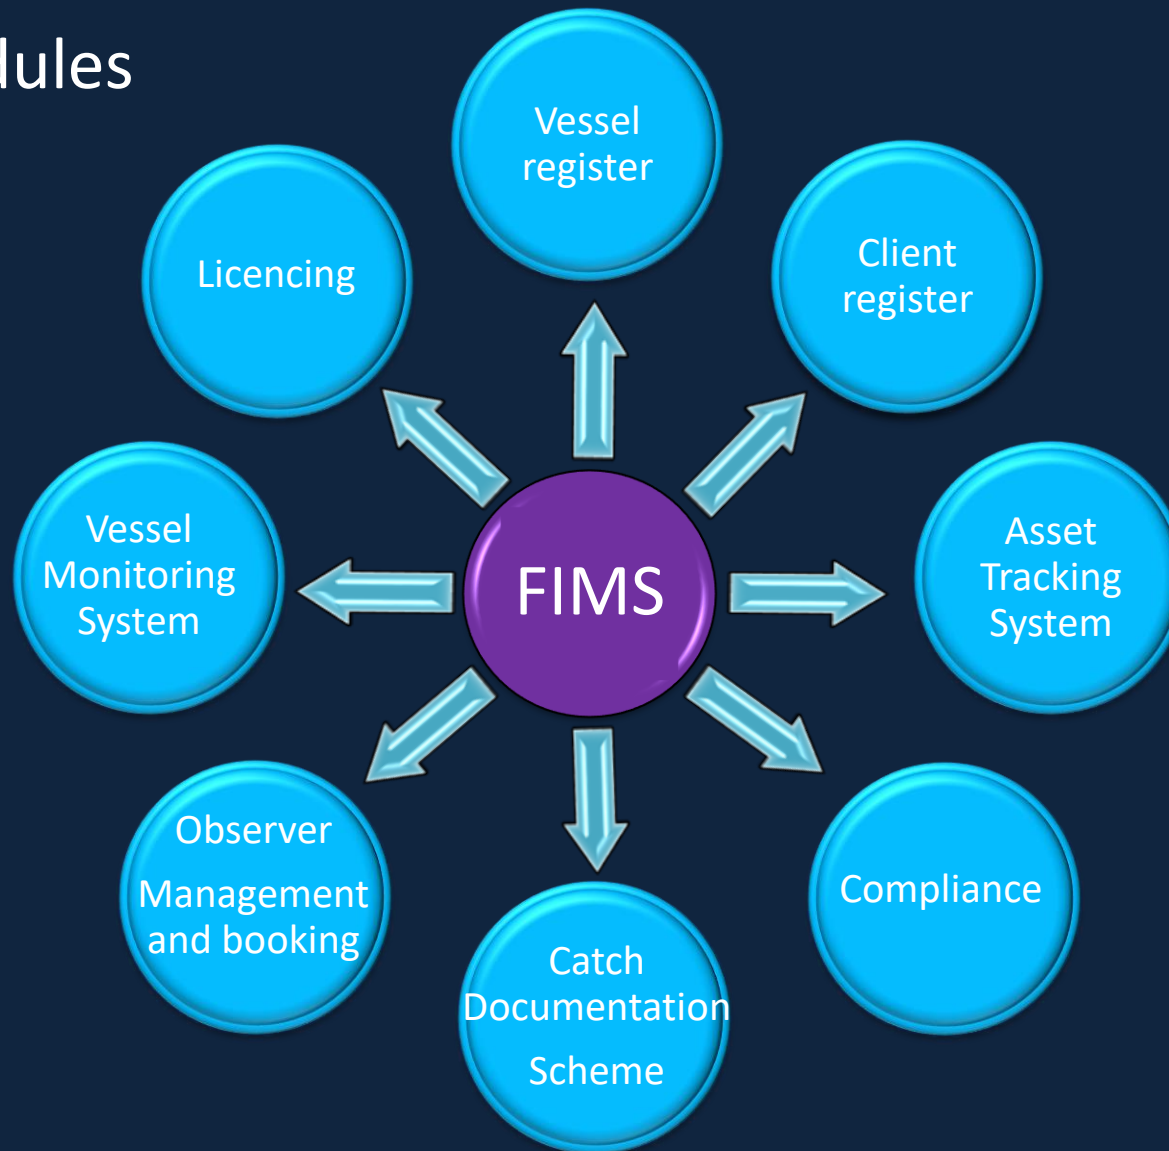 dules
Vessel
register
Licencing
Client
register
Vessel
Monitoring
System
FIMS
Asset
Tracking
System
Observer
Management
and booking
Compliance
Catch
Documentation
Scheme